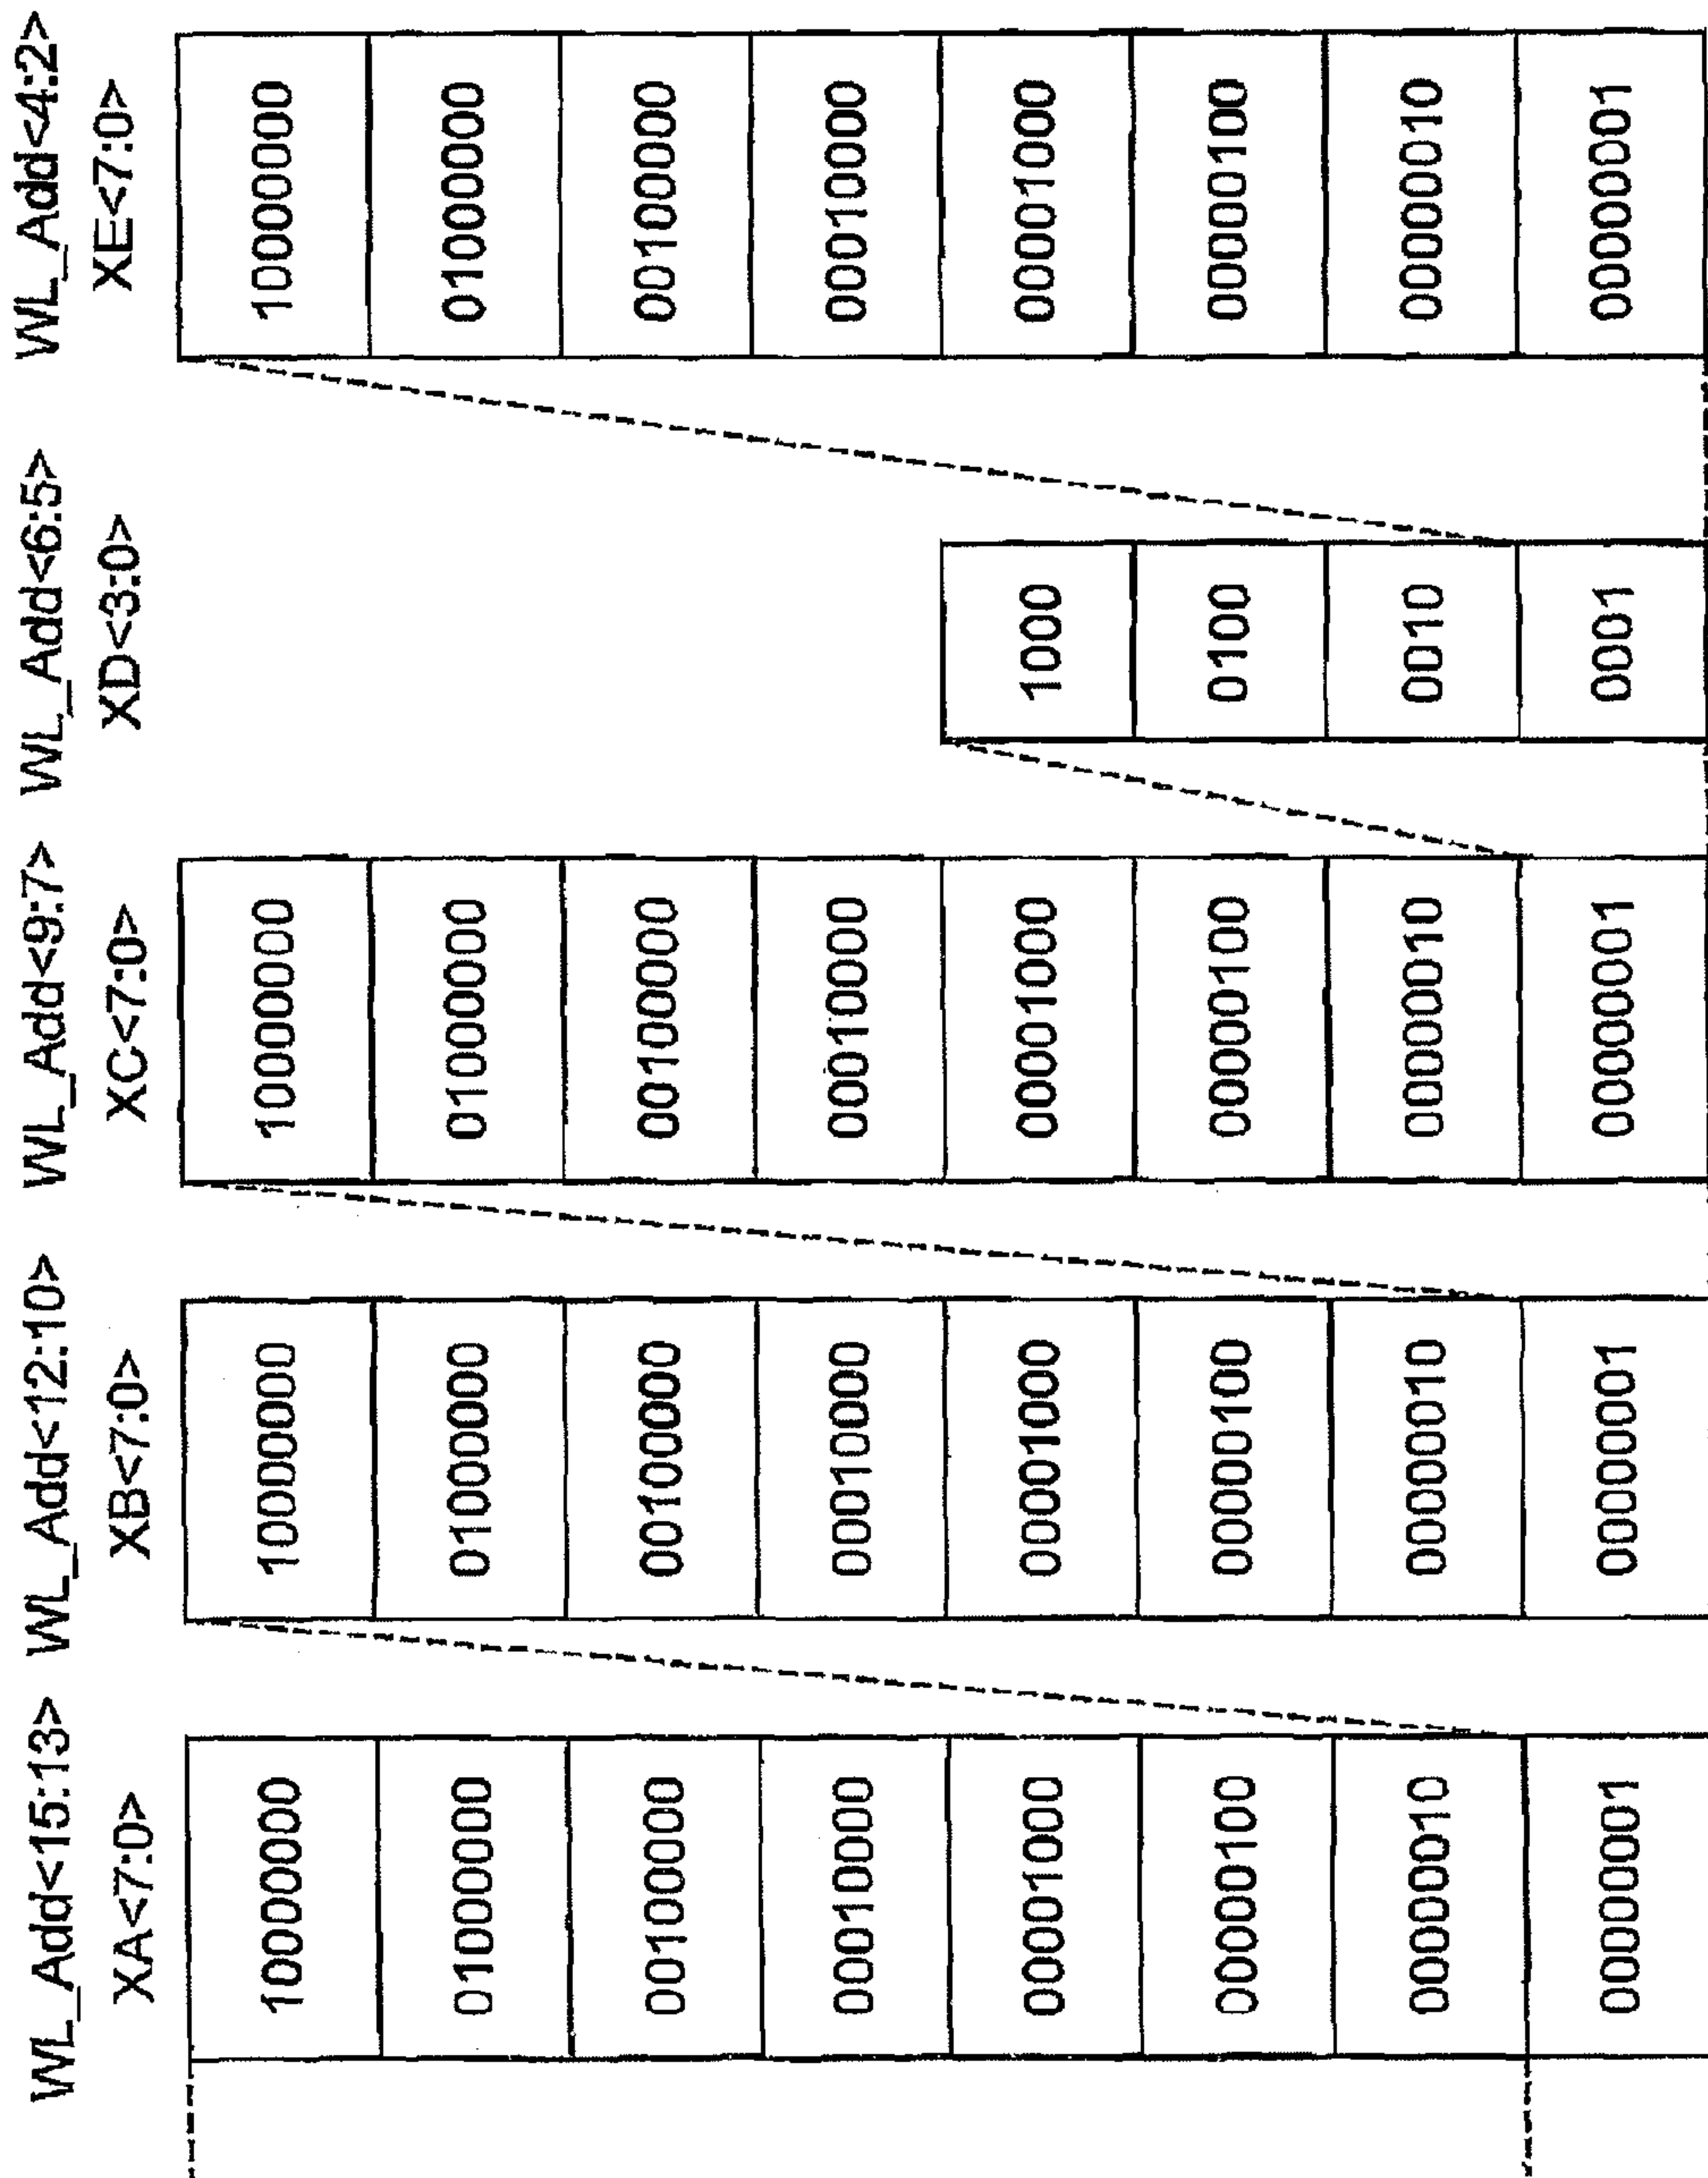 WL_Add<15:13> WL_Add<12:10> WL_Add<9:7> WL_Add<6:5> WL_Add<4:2>
XA<7:0> XB<7:0> XC<7:0> XD<3:0> XE<7:0>
10000000 10000000 10000000 10000000
01000000 01000000 01000000 01000000
00100000 00100000 00100000 00100000
00010000 00010000 00010000 00010000
00001000 00001000 00001000 1000 00001000
00000100 00000100 00000100 0100 00000100
00000010 00000010 00000010 0010 00000010
00000001 00000001 00000001 0001 00000001